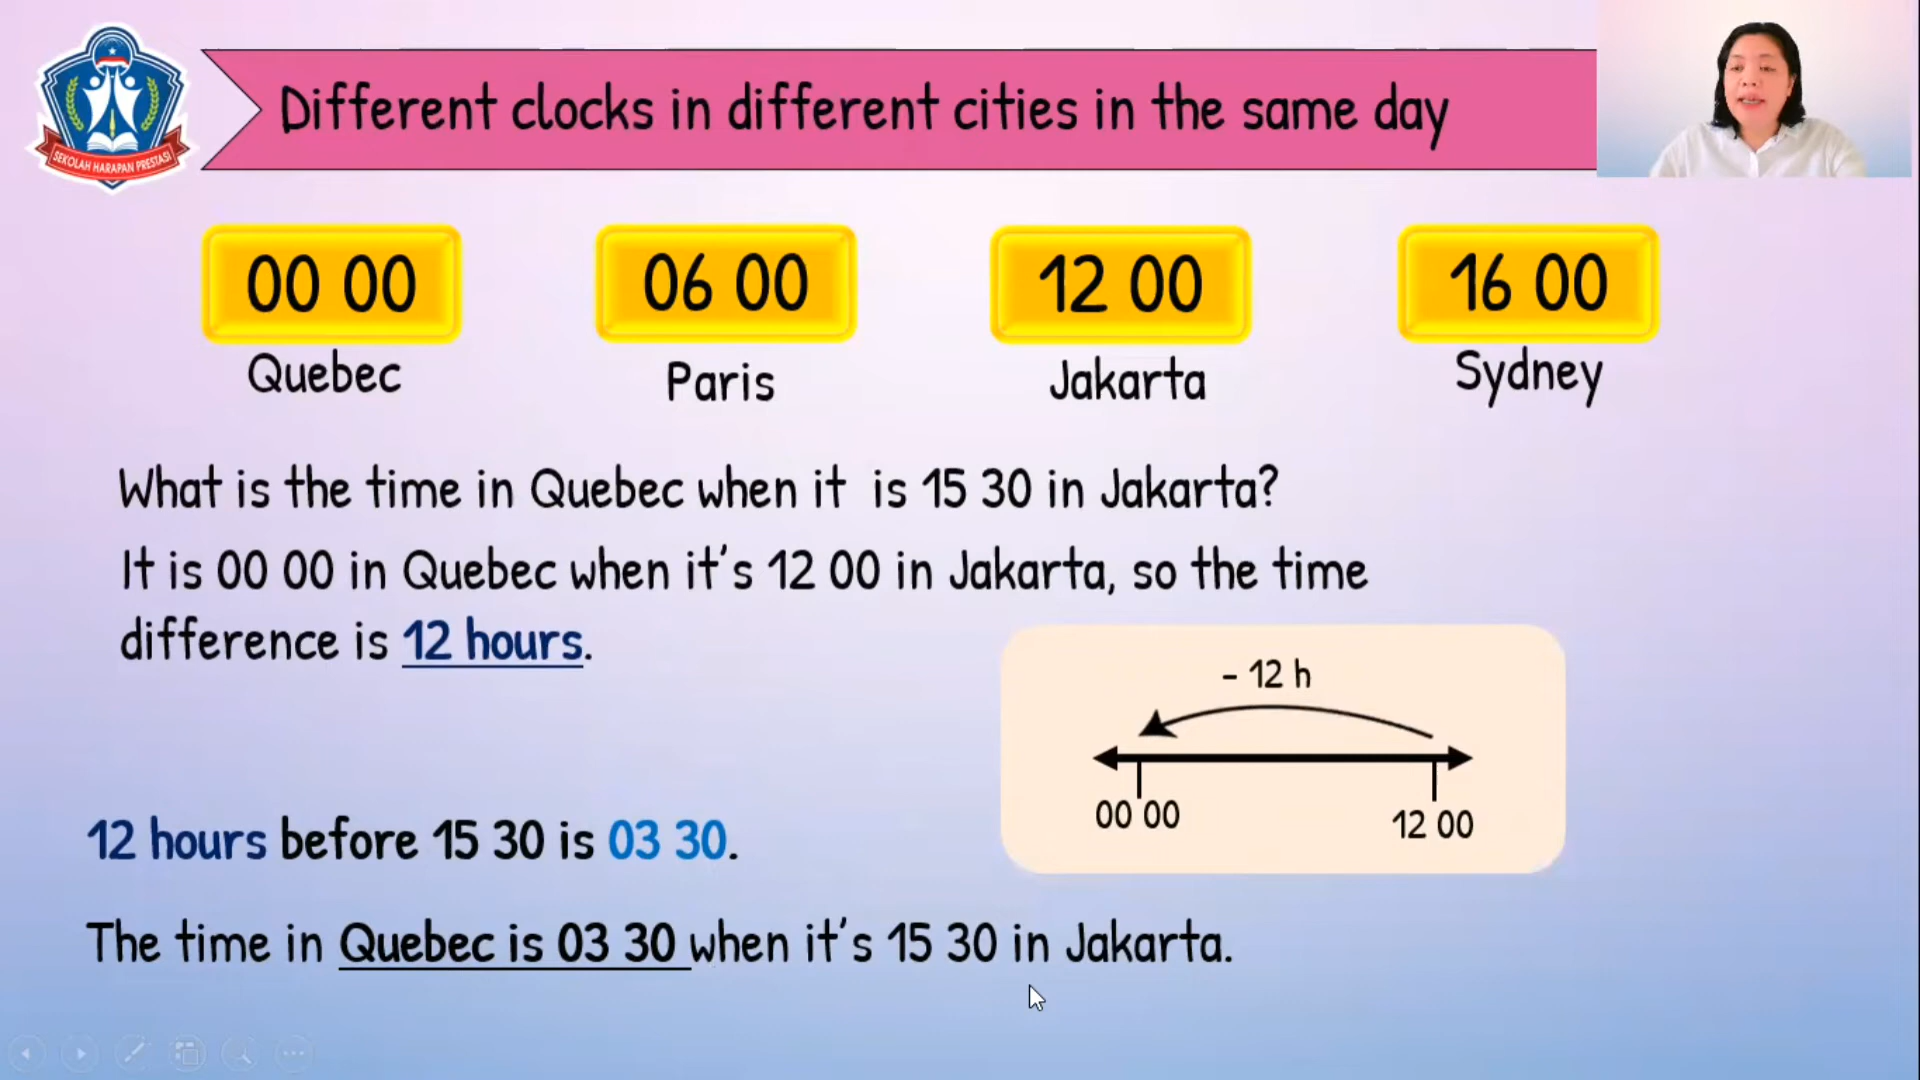 SEKOLAH HARAPAN PRESTASI
Different clocks in different cities in the same day
00 00
06 00
12 00
16 00
Quebec
Paris
Jakarta
Sydney
What is the time in Quebec when it is 15 30 in Jakarta?
It is 00 00 in Quebec when it's 12 00 in Jakarta, so the time
difference is 12 hours.
- 12 h
00 00
12 00
12 hours before 15 30 is 03 30.
The time in Quebec is 03 30 when it's 15 30 in Jakarta.